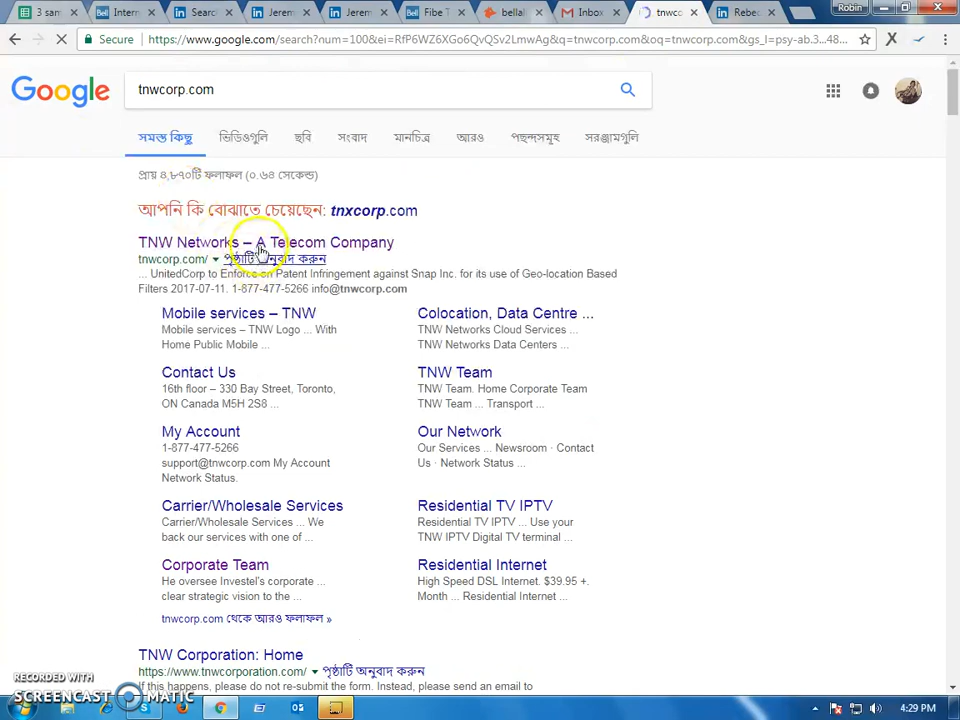 3 sam
Intern
Search
Jerem
Jerem
Fibe T
bellal
Inbox
tnwco
Rebec
Robin
Secure
https://www.google.com/search?num=100&ei=RfP6WZ6XGo6QvQSv2LmwAg&q=tnwcorp.com&oq=tnwcorp.com&gs_l=psy-ab.3...48...
Google
tnwcorp.com
সমস্ত কিছু ভিডিওগুলি ছবি সংবাদ মানচিত্র আরও পছন্দসমূহ সরঞ্জামগুলি
প্রায় ৪,৮৭০টি ফলাফল (০.৬৪ সেকেন্ড)
আপনি কি বোঝাতে চেয়েছেন: tnxcorp.com
TNW Networks – A Telecom Company
tnwcorp.com/ পৃষ্ঠাটি অনুবাদ করুন
... UnitedCorp to Enforce on Patent Infringement against Snap Inc. for its use of Geo-location Based
Filters 2017-07-11. 1-877-477-5266 info@tnwcorp.com
Mobile services – TNW
Mobile services – TNW Logo ... With
Home Public Mobile ...
Colocation, Data Centre ...
TNW Networks Cloud Services ...
TNW Networks Data Centers ...
Contact Us
16th floor – 330 Bay Street, Toronto,
ON Canada M5H 2S8 ...
TNW Team
TNW Team. Home Corporate Team
TNW Team ... Transport ...
My Account
1-877-477-5266
support@tnwcorp.com My Account
Network Status.
Our Network
Our Services ... Newsroom · Contact
Us · Network Status ...
Carrier/Wholesale Services
Carrier/Wholesale Services ... We
back our services with one of ...
Residential TV IPTV
Residential TV IPTV ... Use your
TNW IPTV Digital TV terminal ...
Corporate Team
He oversee Investel's corporate ...
clear strategic vision to the ...
Residential Internet
High Speed DSL Internet. $39.95 +.
Month ... Residential Internet ...
tnwcorp.com থেকে আরও ফলাফল »
TNW Corporation: Home
https://www.tnwcorporation.com/ পৃষ্ঠাটি অনুবাদ করুন
If this happens, please do not re-submit the form. Instead, please send an email to
RECORDED WITH
SCREENCAST MATIC
4:29 PM